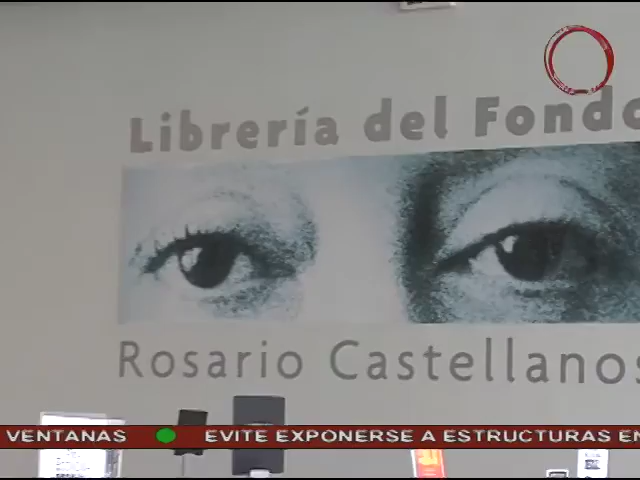 Librería del Fondo
Rosario Castellanos
VENTANAS
EVITE EXPONERSE A ESTRUCTURAS EN